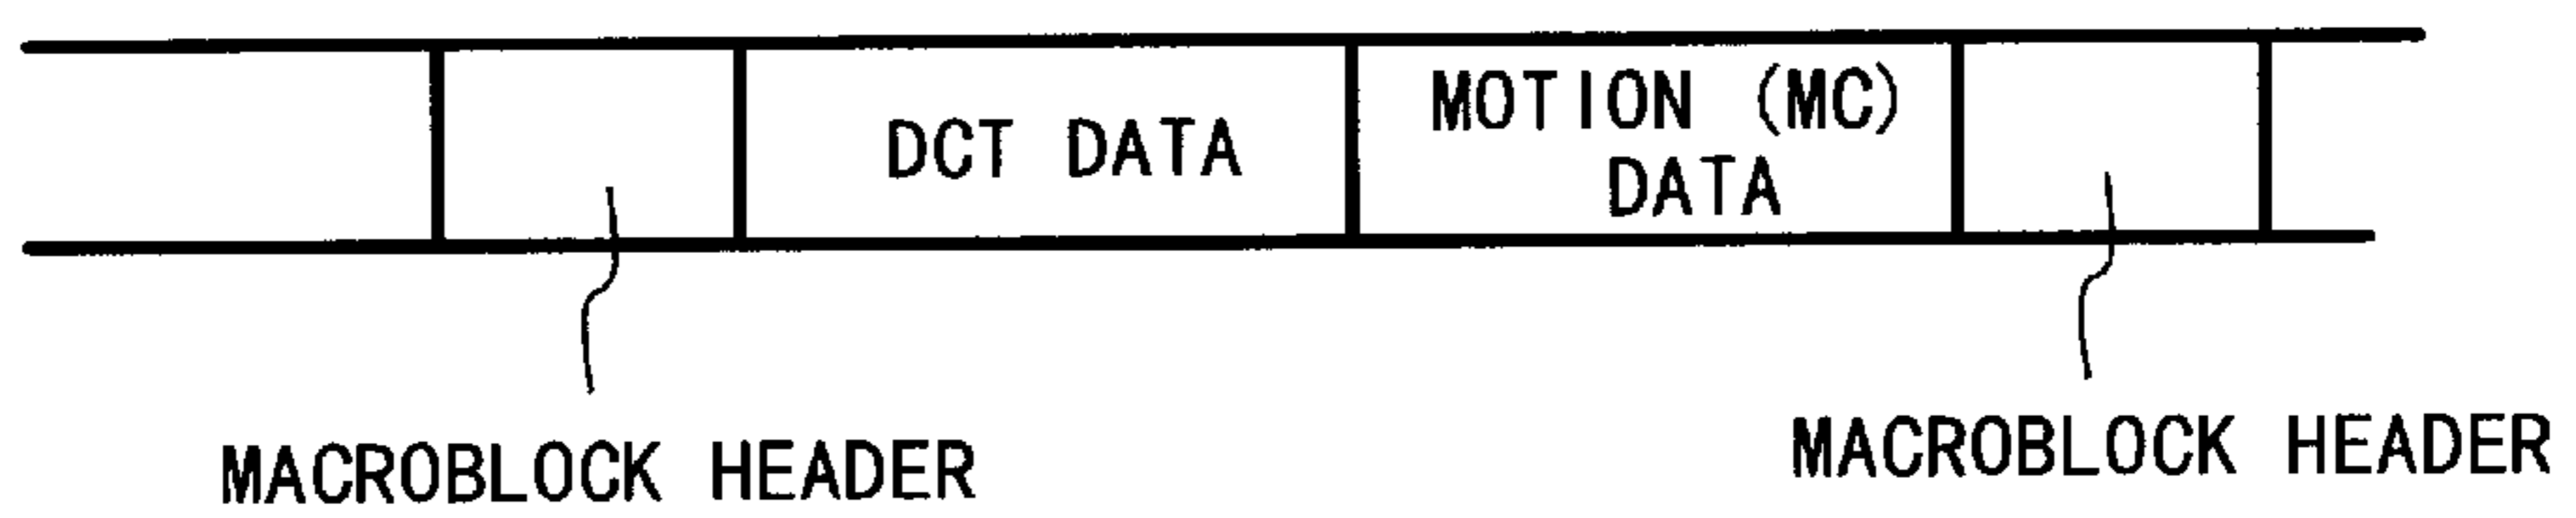 DCT DATA
MOTION (MC)
DATA
MACROBLOCK HEADER
MACROBLOCK HEADER